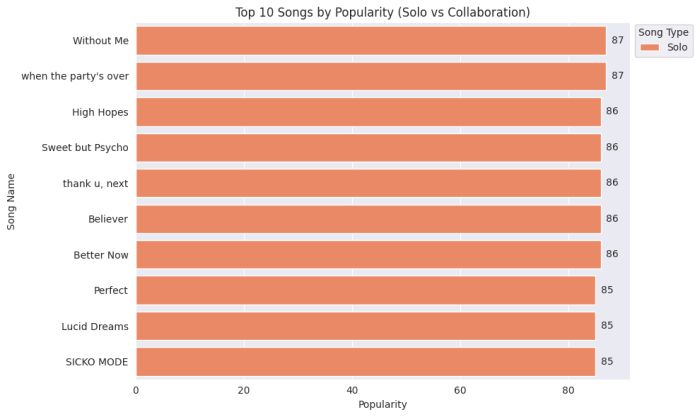 Top 10 Songs by Popularity (Solo vs Collaboration)
Song Type
Solo
Song Name
Without Me 87
when the party's over 87
High Hopes 86
Sweet but Psycho 86
thank u, next 86
Believer 86
Better Now 86
Perfect 85
Lucid Dreams 85
SICKO MODE 85
0 20 40 60 80
Popularity